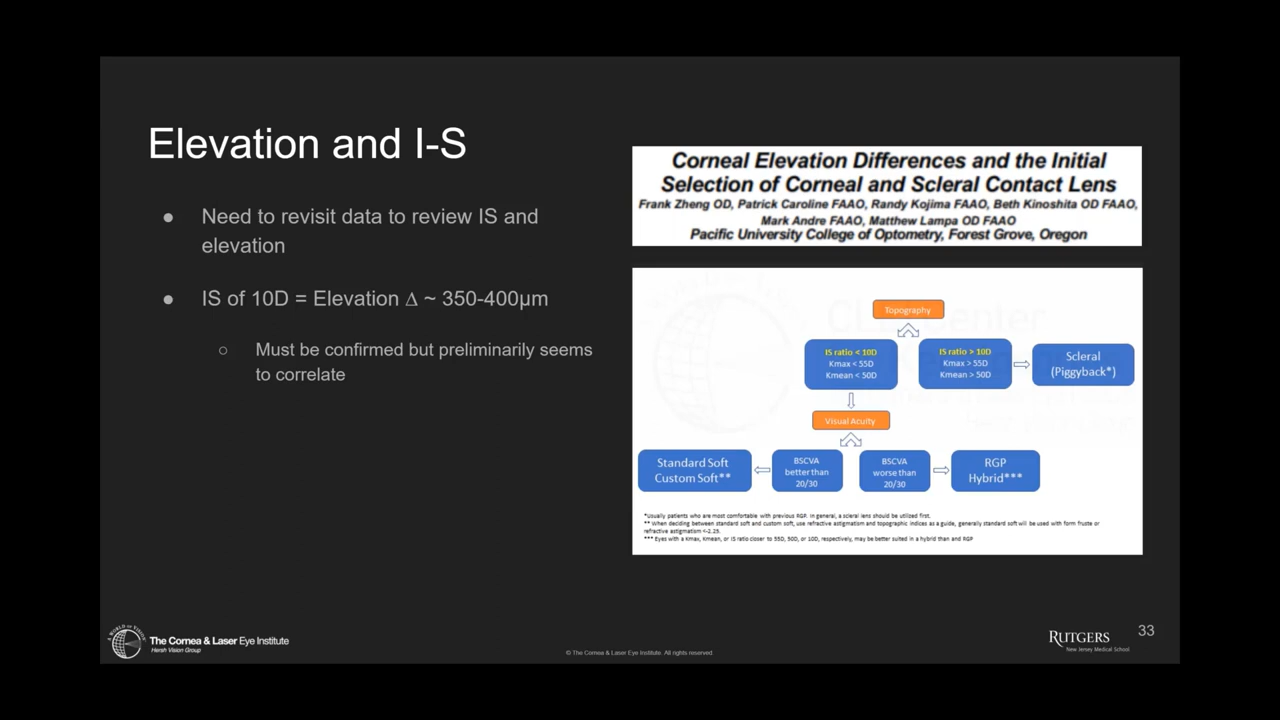 Elevation and I-S
● Need to revisit data to review IS and
elevation
● IS of 10D = Elevation Δ ~ 350-400μm
○ Must be confirmed but preliminarily seems
to correlate
Corneal Elevation Differences and the Initial
Selection of Corneal and Scleral Contact Lens
Frank Zheng OD, Patrick Caroline FAAO, Randy Kojima FAAO, Beth Kinoshita OD FAAO,
Mark Andre FAAO, Matthew Lampa OD FAAO
Pacific University College of Optometry, Forest Grove, Oregon
Topography
IS ratio < 10D
Kmax < 55D
Kmean < 50D
IS ratio > 10D
Kmax > 55D
Kmean > 50D
Scleral
(Piggyback*)
Visual Acuity
Standard Soft
Custom Soft**
BSCVA
better than
20/30
BSCVA
worse than
20/30
RGP
Hybrid***
*Usually patients who are most comfortable with previous RGP. In general, a scleral lens should be utilized first.
** When deciding between standard soft and custom soft, use refractive astigmatism and topographic indices as a guide, generally standard soft will be used with form fruste or
refractive astigmatism <-2.25.
*** Eyes with a Kmax, Kmean, or IS ratio closer to 55D, 50D, or 10D, respectively, may be better suited in a hybrid than and RGP
A WORLD OF VISION
The Cornea & Laser Eye Institute
Hersh Vision Group
© The Cornea & Laser Eye Institute. All rights reserved
RUTGERS
New Jersey Medical School
33